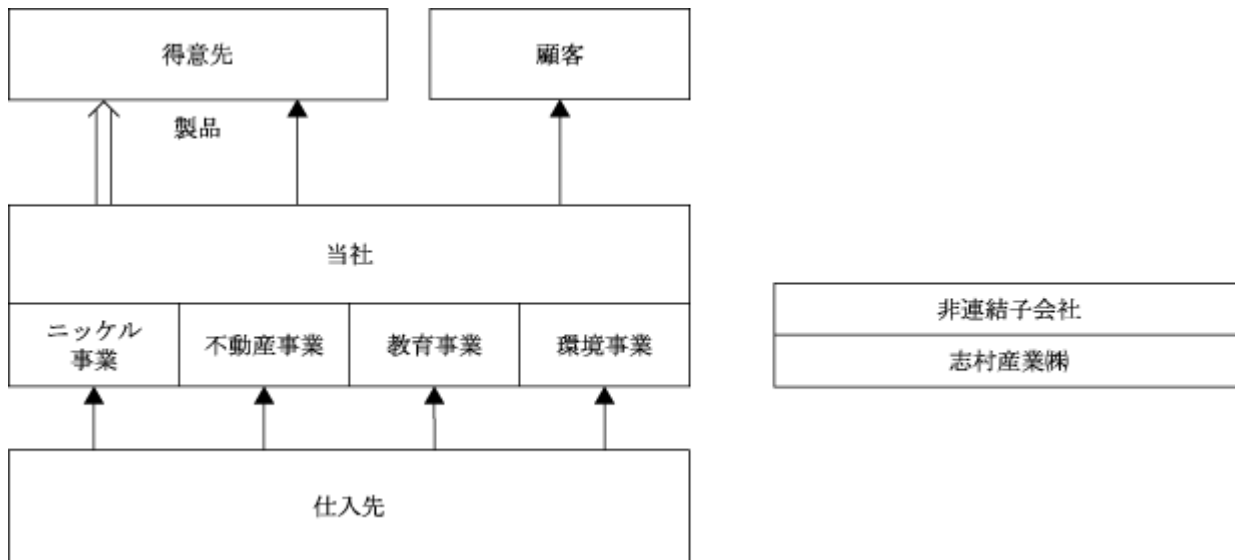 得意先
顧客
製品
当社
ニッケル
事業
不動産事業
教育事業
環境事業
非連結子会社
志村産業㈱
仕入先